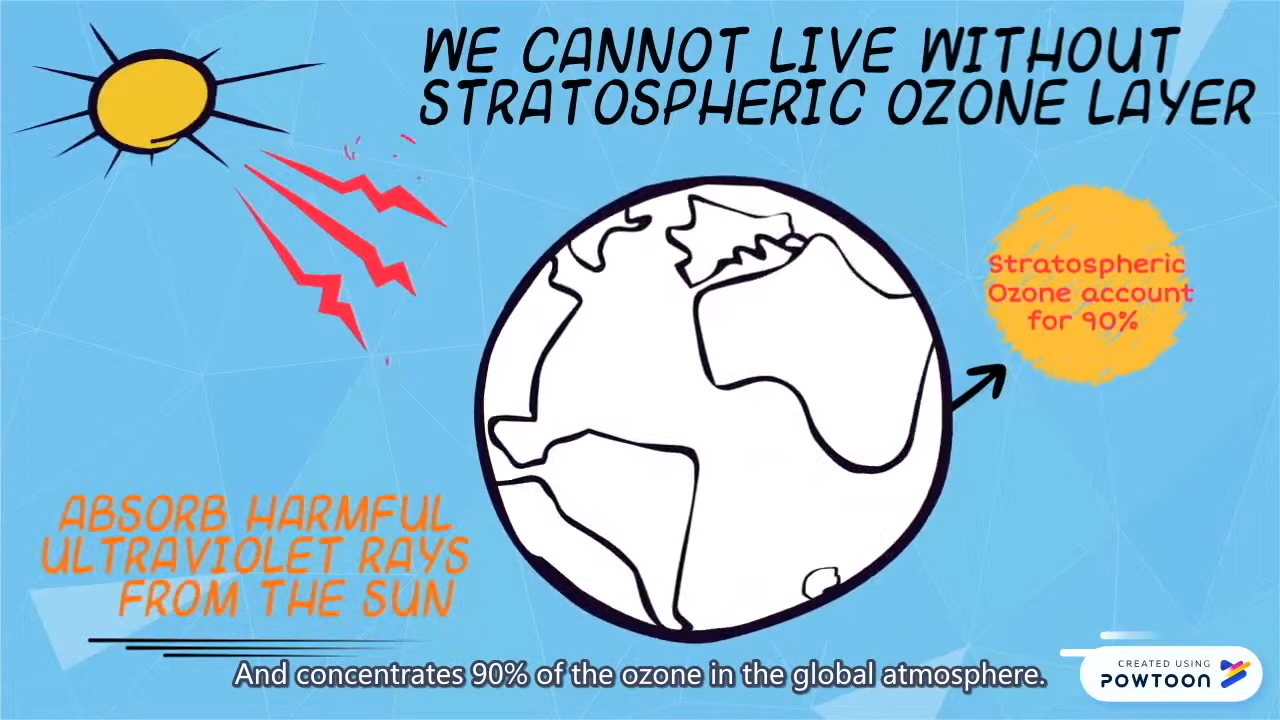 WE CANNOT LIVE WITHOUT
STRATOSPHERIC OZONE LAYER
Stratospheric
Ozone account
for 90%
ABSORB HARMFUL
ULTRAVIOLET RAYS
FROM THE SUN
And concentrates 90% of the ozone in the global atmosphere.
CREATED USING
POWTOON